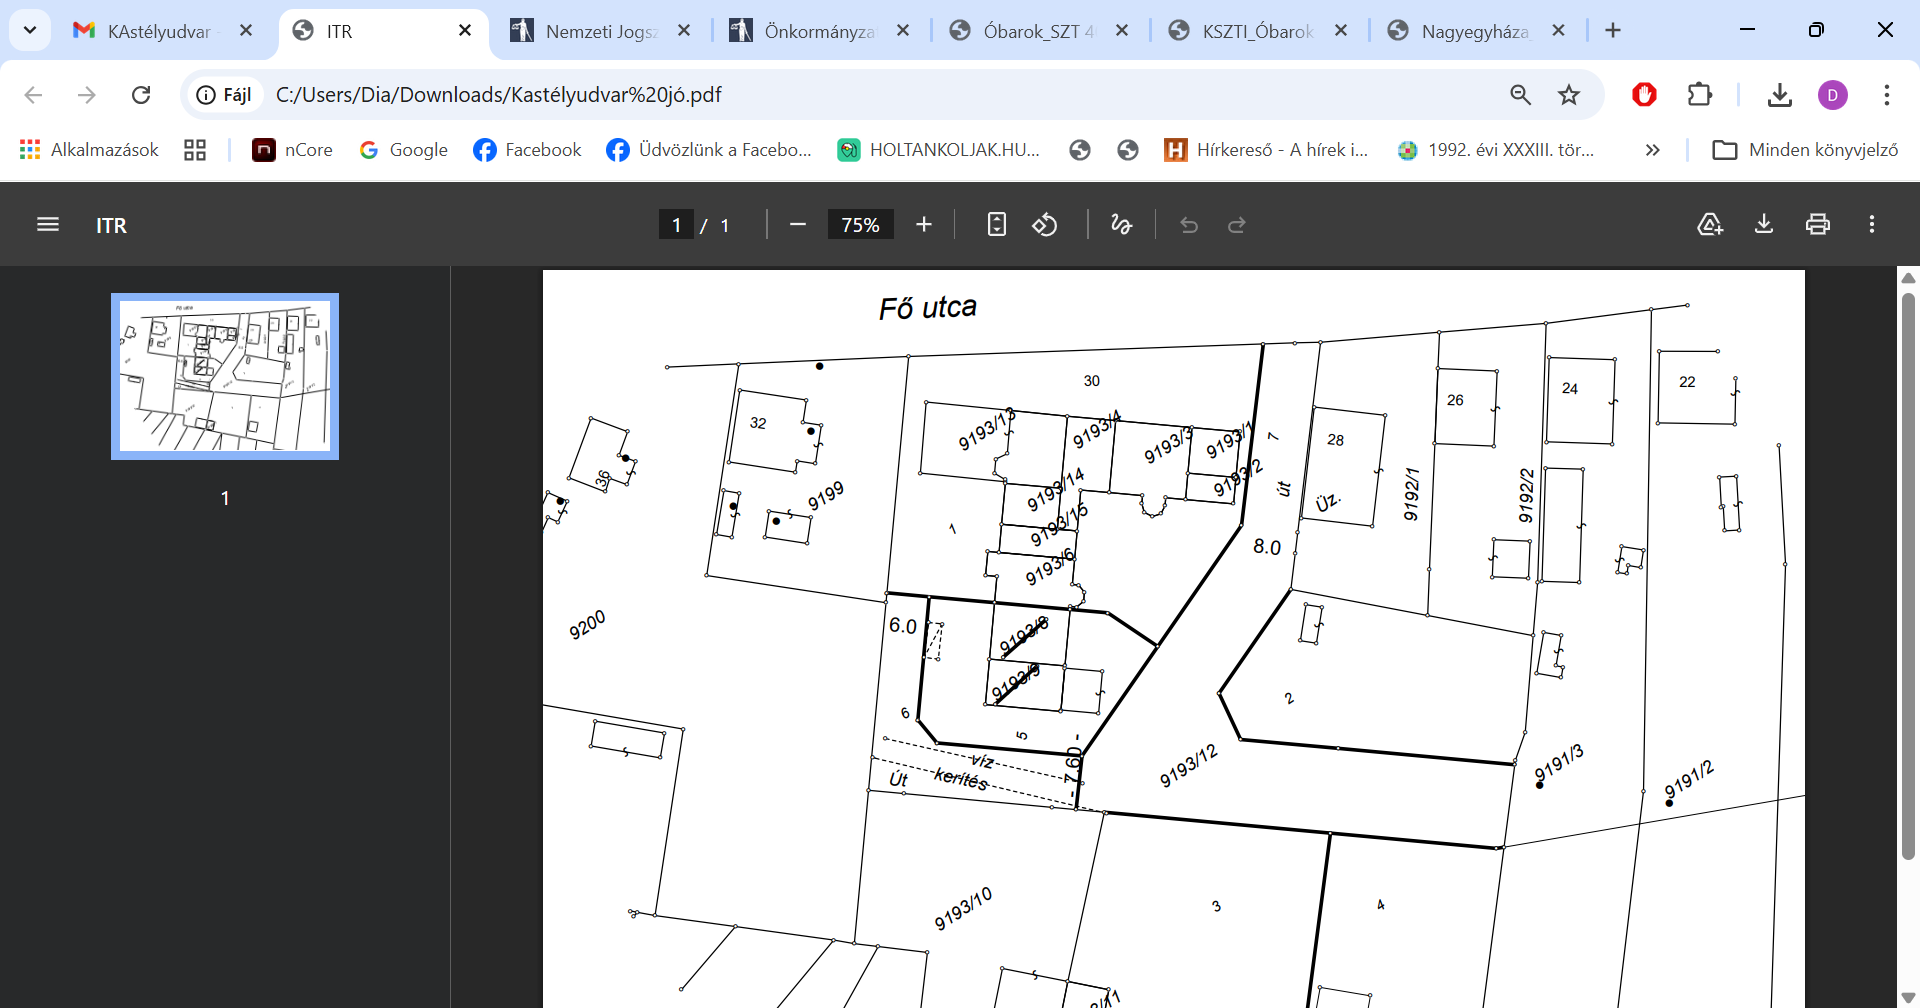 KAstélyudvar -
ITR
Nemzeti Jogsz
Önkormányza
Óbarok_SZT 4
KSZTI_Óbarok
Nagyegyháza_
Fájl
C:/Users/Dia/Downloads/Kastélyudvar%20jó.pdf
D
Alkalmazások
nCore
Google
Facebook
Üdvözlünk a Facebo...
HOLTANKOLJAK.HU...
Hírkereső - A hírek i...
1992. évi XXXIII. tör...
Minden könyvjelző
ITR
1 / 1
75%
1
Fő utca
30
32
36
9199
9200
9193/13
9193/4
9193/3
9193/1
9193/2
9193/14
9193/15
9193/6
9193/8
9193/9
1
7
út
8.0
28
Üz.
9192/1
26
9192/2
24
22
6.0
6
5
víz
kerítés
Út
- 7.60 -
9193/12
2
9191/3
9191/2
9193/10
3
4
/11